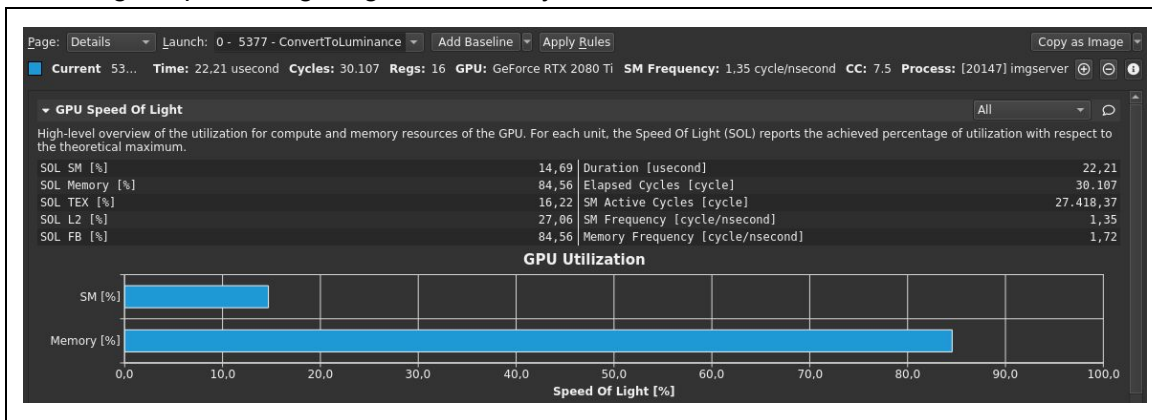 Page: Details Launch: 0 - 5377 - ConvertToLuminance Add Baseline Apply Rules Copy as Image
Current 53... Time: 22,21 usecond Cycles: 30.107 Regs: 16 GPU: GeForce RTX 2080 Ti SM Frequency: 1,35 cycle/nsecond CC: 7.5 Process: [20147] imgserver
GPU Speed Of Light All
High-level overview of the utilization for compute and memory resources of the GPU. For each unit, the Speed Of Light (SOL) reports the achieved percentage of utilization with respect to
the theoretical maximum.
SOL SM [%] 14,69 Duration [usecond] 22,21
SOL Memory [%] 84,56 Elapsed Cycles [cycle] 30.107
SOL TEX [%] 16,22 SM Active Cycles [cycle] 27.418,37
SOL L2 [%] 27,06 SM Frequency [cycle/nsecond] 1,35
SOL FB [%] 84,56 Memory Frequency [cycle/nsecond] 1,72
GPU Utilization
SM [%]
Memory [%]
0,0 10,0 20,0 30,0 40,0 50,0 60,0 70,0 80,0 90,0 100,0
Speed Of Light [%]